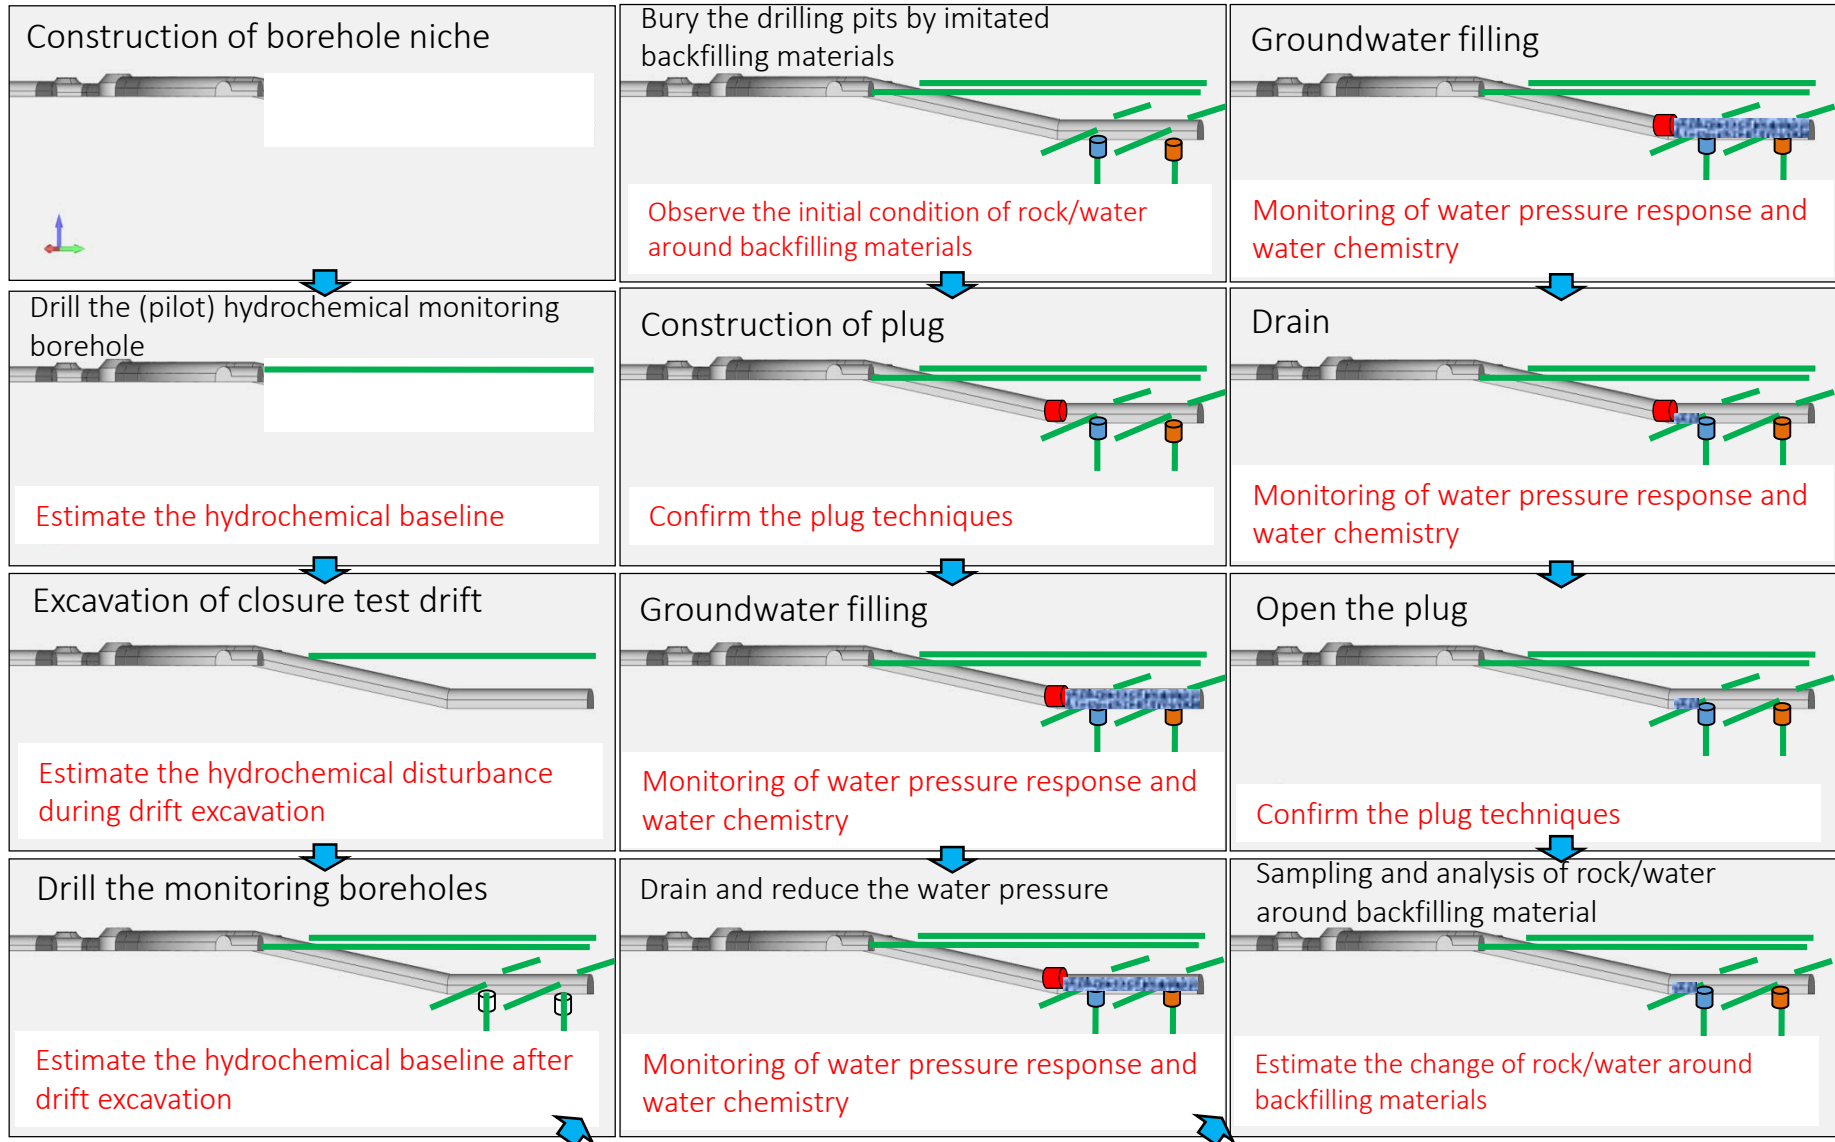 Construction of borehole niche
Drill the (pilot) hydrochemical monitoring
borehole
Estimate the hydrochemical baseline
Excavation of closure test drift
Estimate the hydrochemical disturbance
during drift excavation
Drill the monitoring boreholes
Estimate the hydrochemical baseline after
drift excavation
Bury the drilling pits by imitated
backfilling materials
Observe the initial condition of rock/water
around backfilling materials
Construction of plug
Confirm the plug techniques
Groundwater filling
Monitoring of water pressure response and
water chemistry
Drain and reduce the water pressure
Monitoring of water pressure response and
water chemistry
Groundwater filling
Monitoring of water pressure response and
water chemistry
Drain
Monitoring of water pressure response and
water chemistry
Open the plug
Confirm the plug techniques
Sampling and analysis of rock/water
around backfilling material
Estimate the change of rock/water around
backfilling materials